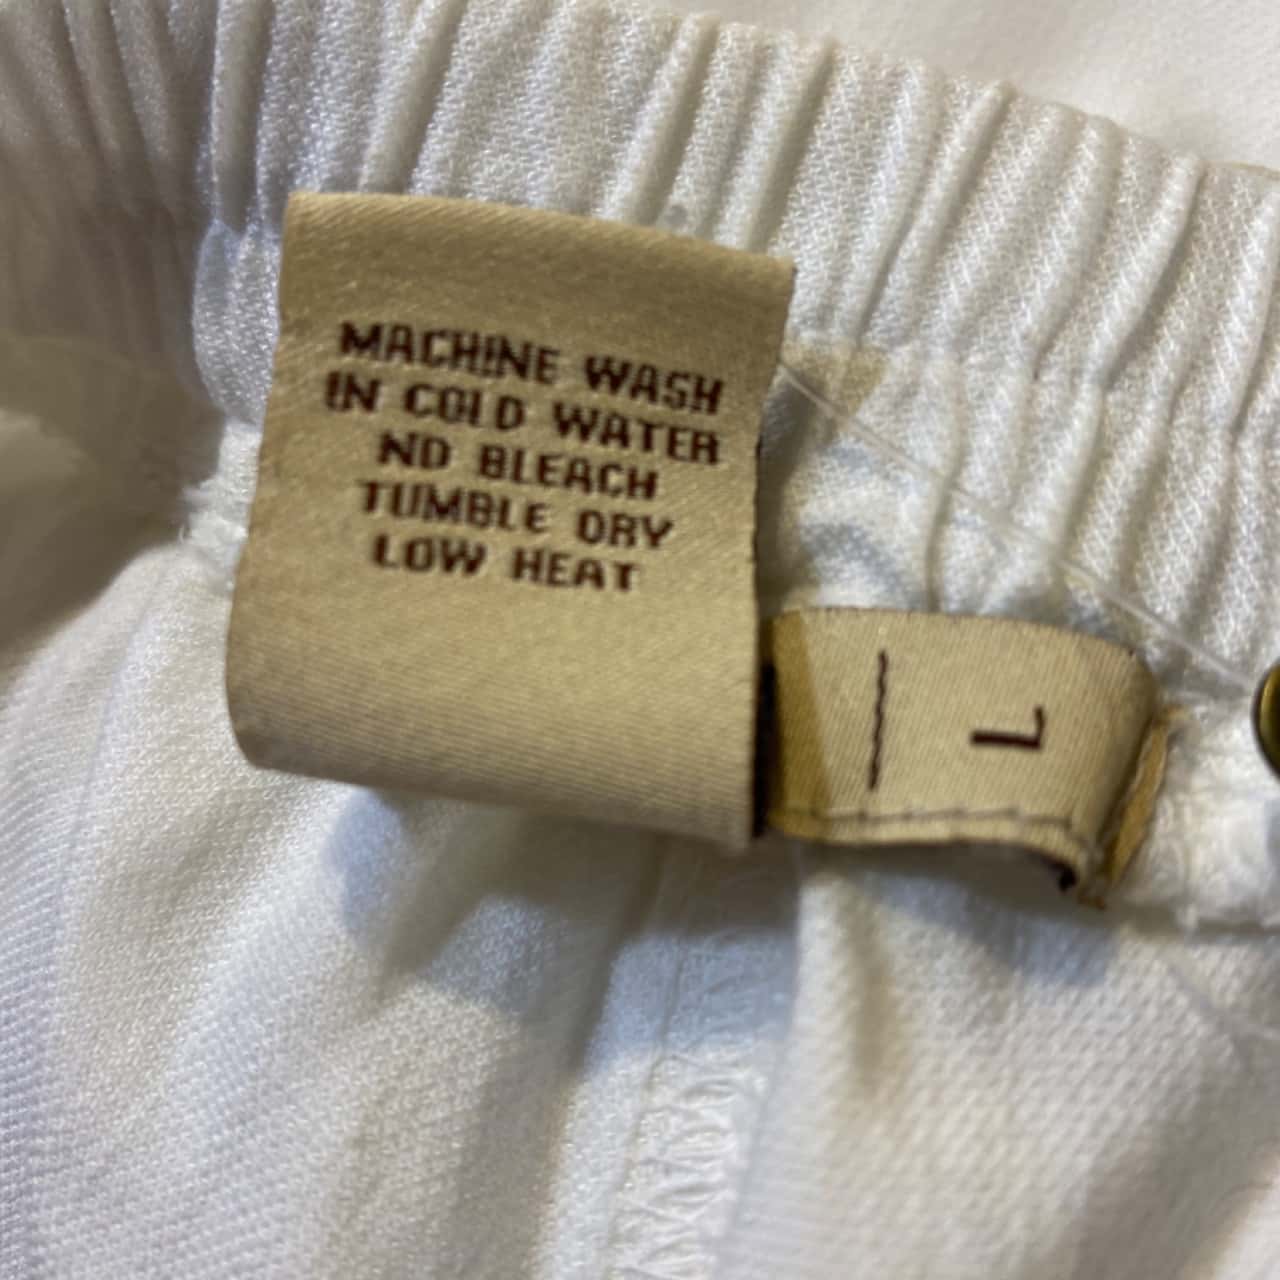 MACHINE WASH
IN COLD WATER
NO BLEACH
TUMBLE DRY
LOW HEAT
L